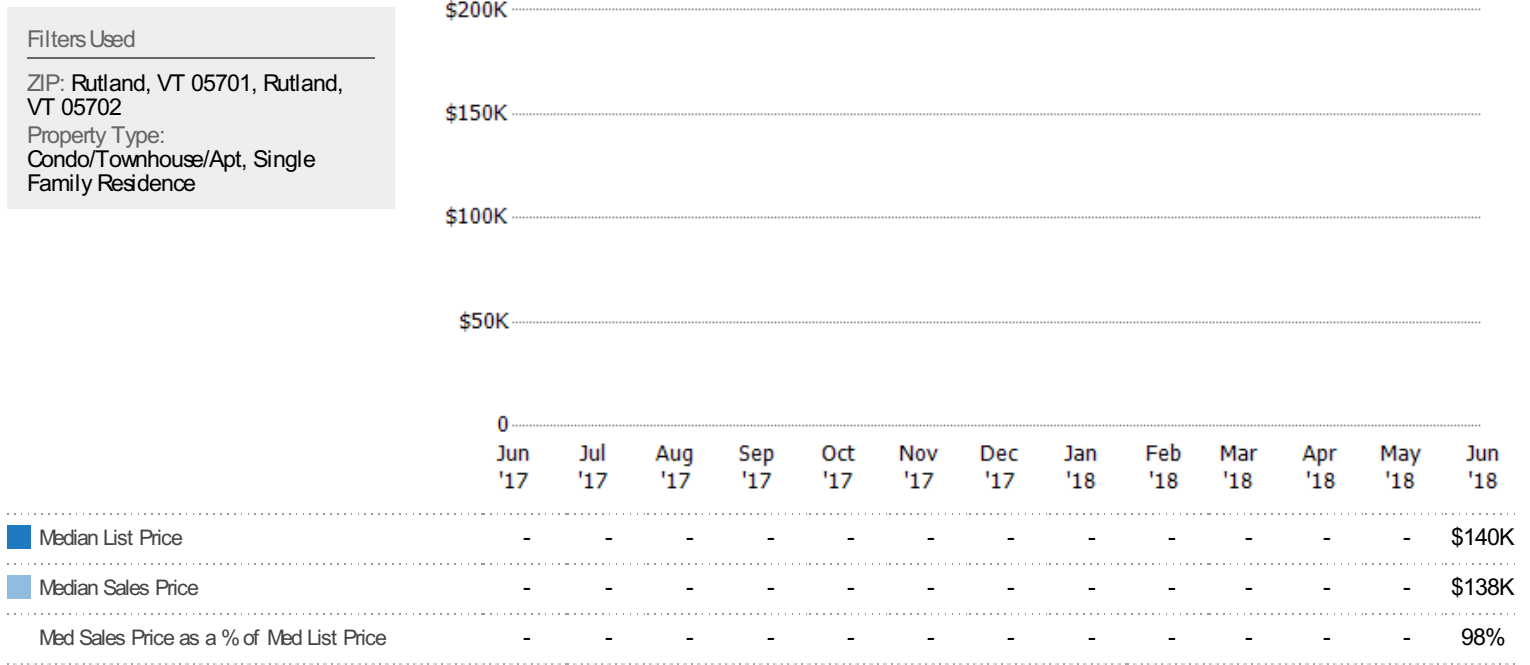 Filters Used
ZIP: Rutland, VT 05701, Rutland,
VT 05702
Property Type:
Condo/Townhouse/Apt, Single
Family Residence
$200K
$150K
$100K
$50K
0
Jun Jul Aug Sep Oct Nov Dec Jan Feb Mar Apr May Jun
'17 '17 '17 '17 '17 '17 '17 '18 '18 '18 '18 '18 '18
Median List Price - - - - - - - - - - - - $140K
Median Sales Price - - - - - - - - - - - - $138K
Med Sales Price as a % of Med List Price - - - - - - - - - - - - 98%